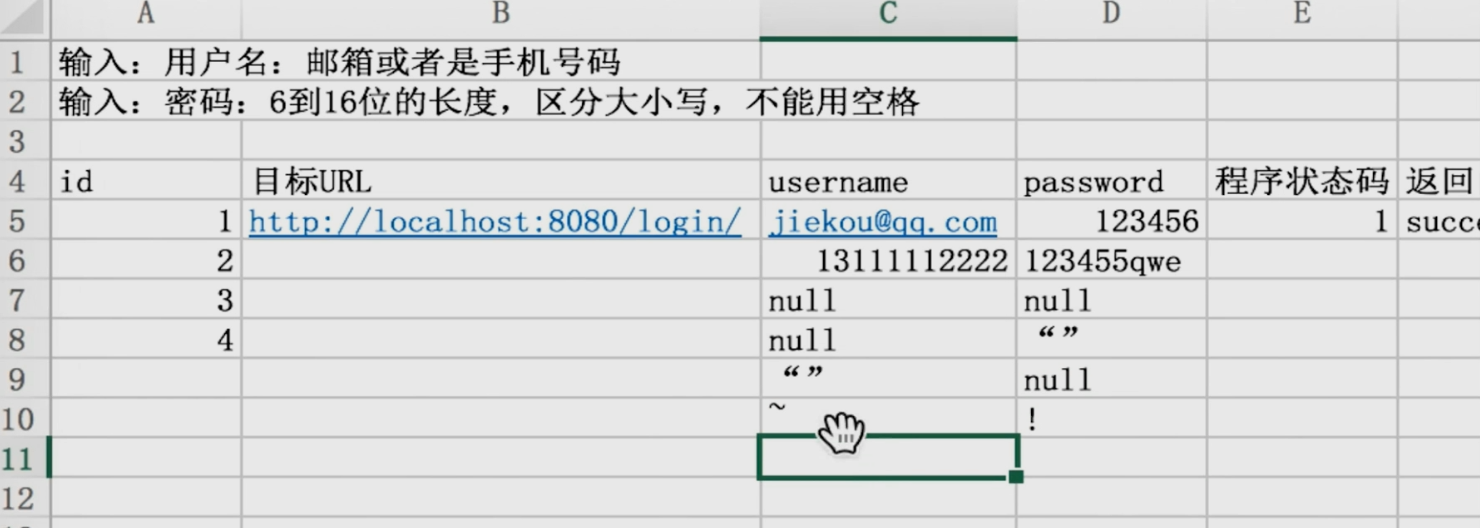 A B C D E
1 输入：用户名：邮箱或者是手机号码
2 输入：密码：6到16位的长度，区分大小写，不能用空格
3
4 id 目标URL username password 程序状态码 返回
5 1 http://localhost:8080/login/ jiekou@qq.com 123456 1 succ
6 2 13111112222 123455qwe
7 3 null null
8 4 null “”
9 “” null
10 ~ !
11
12